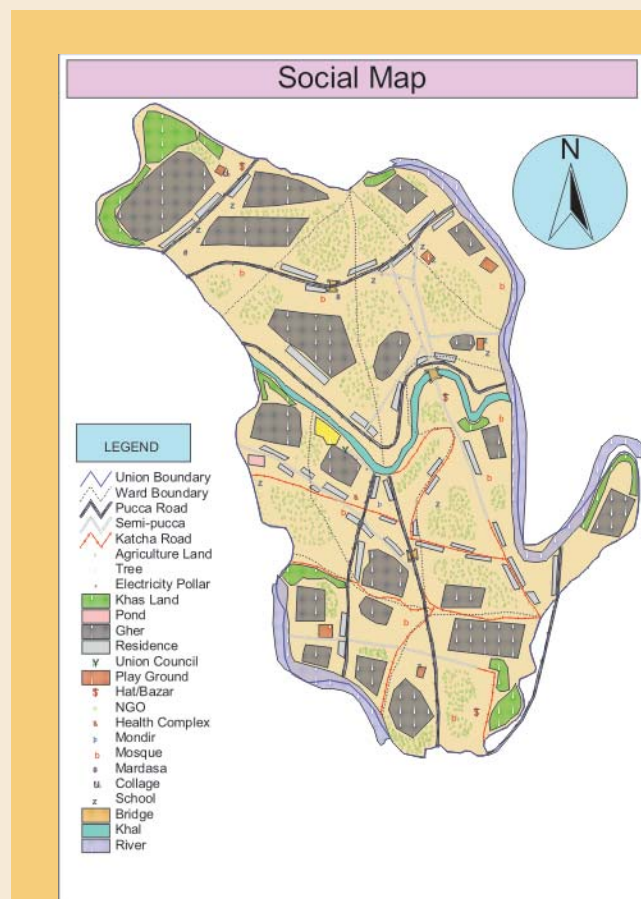 Social Map
N
LEGEND
Union Boundary
Ward Boundary
Pucca Road
Semi-pucca
Katcha Road
Agriculture Land
Tree
Electricity Pollar
Khas Land
Pond
Gher
Residence
Union Council
Play Ground
$ Hat/Bazar
NGO
Health Complex
Mondir
b Mosque
Mardasa
Collage
z School
Bridge
Khal
River